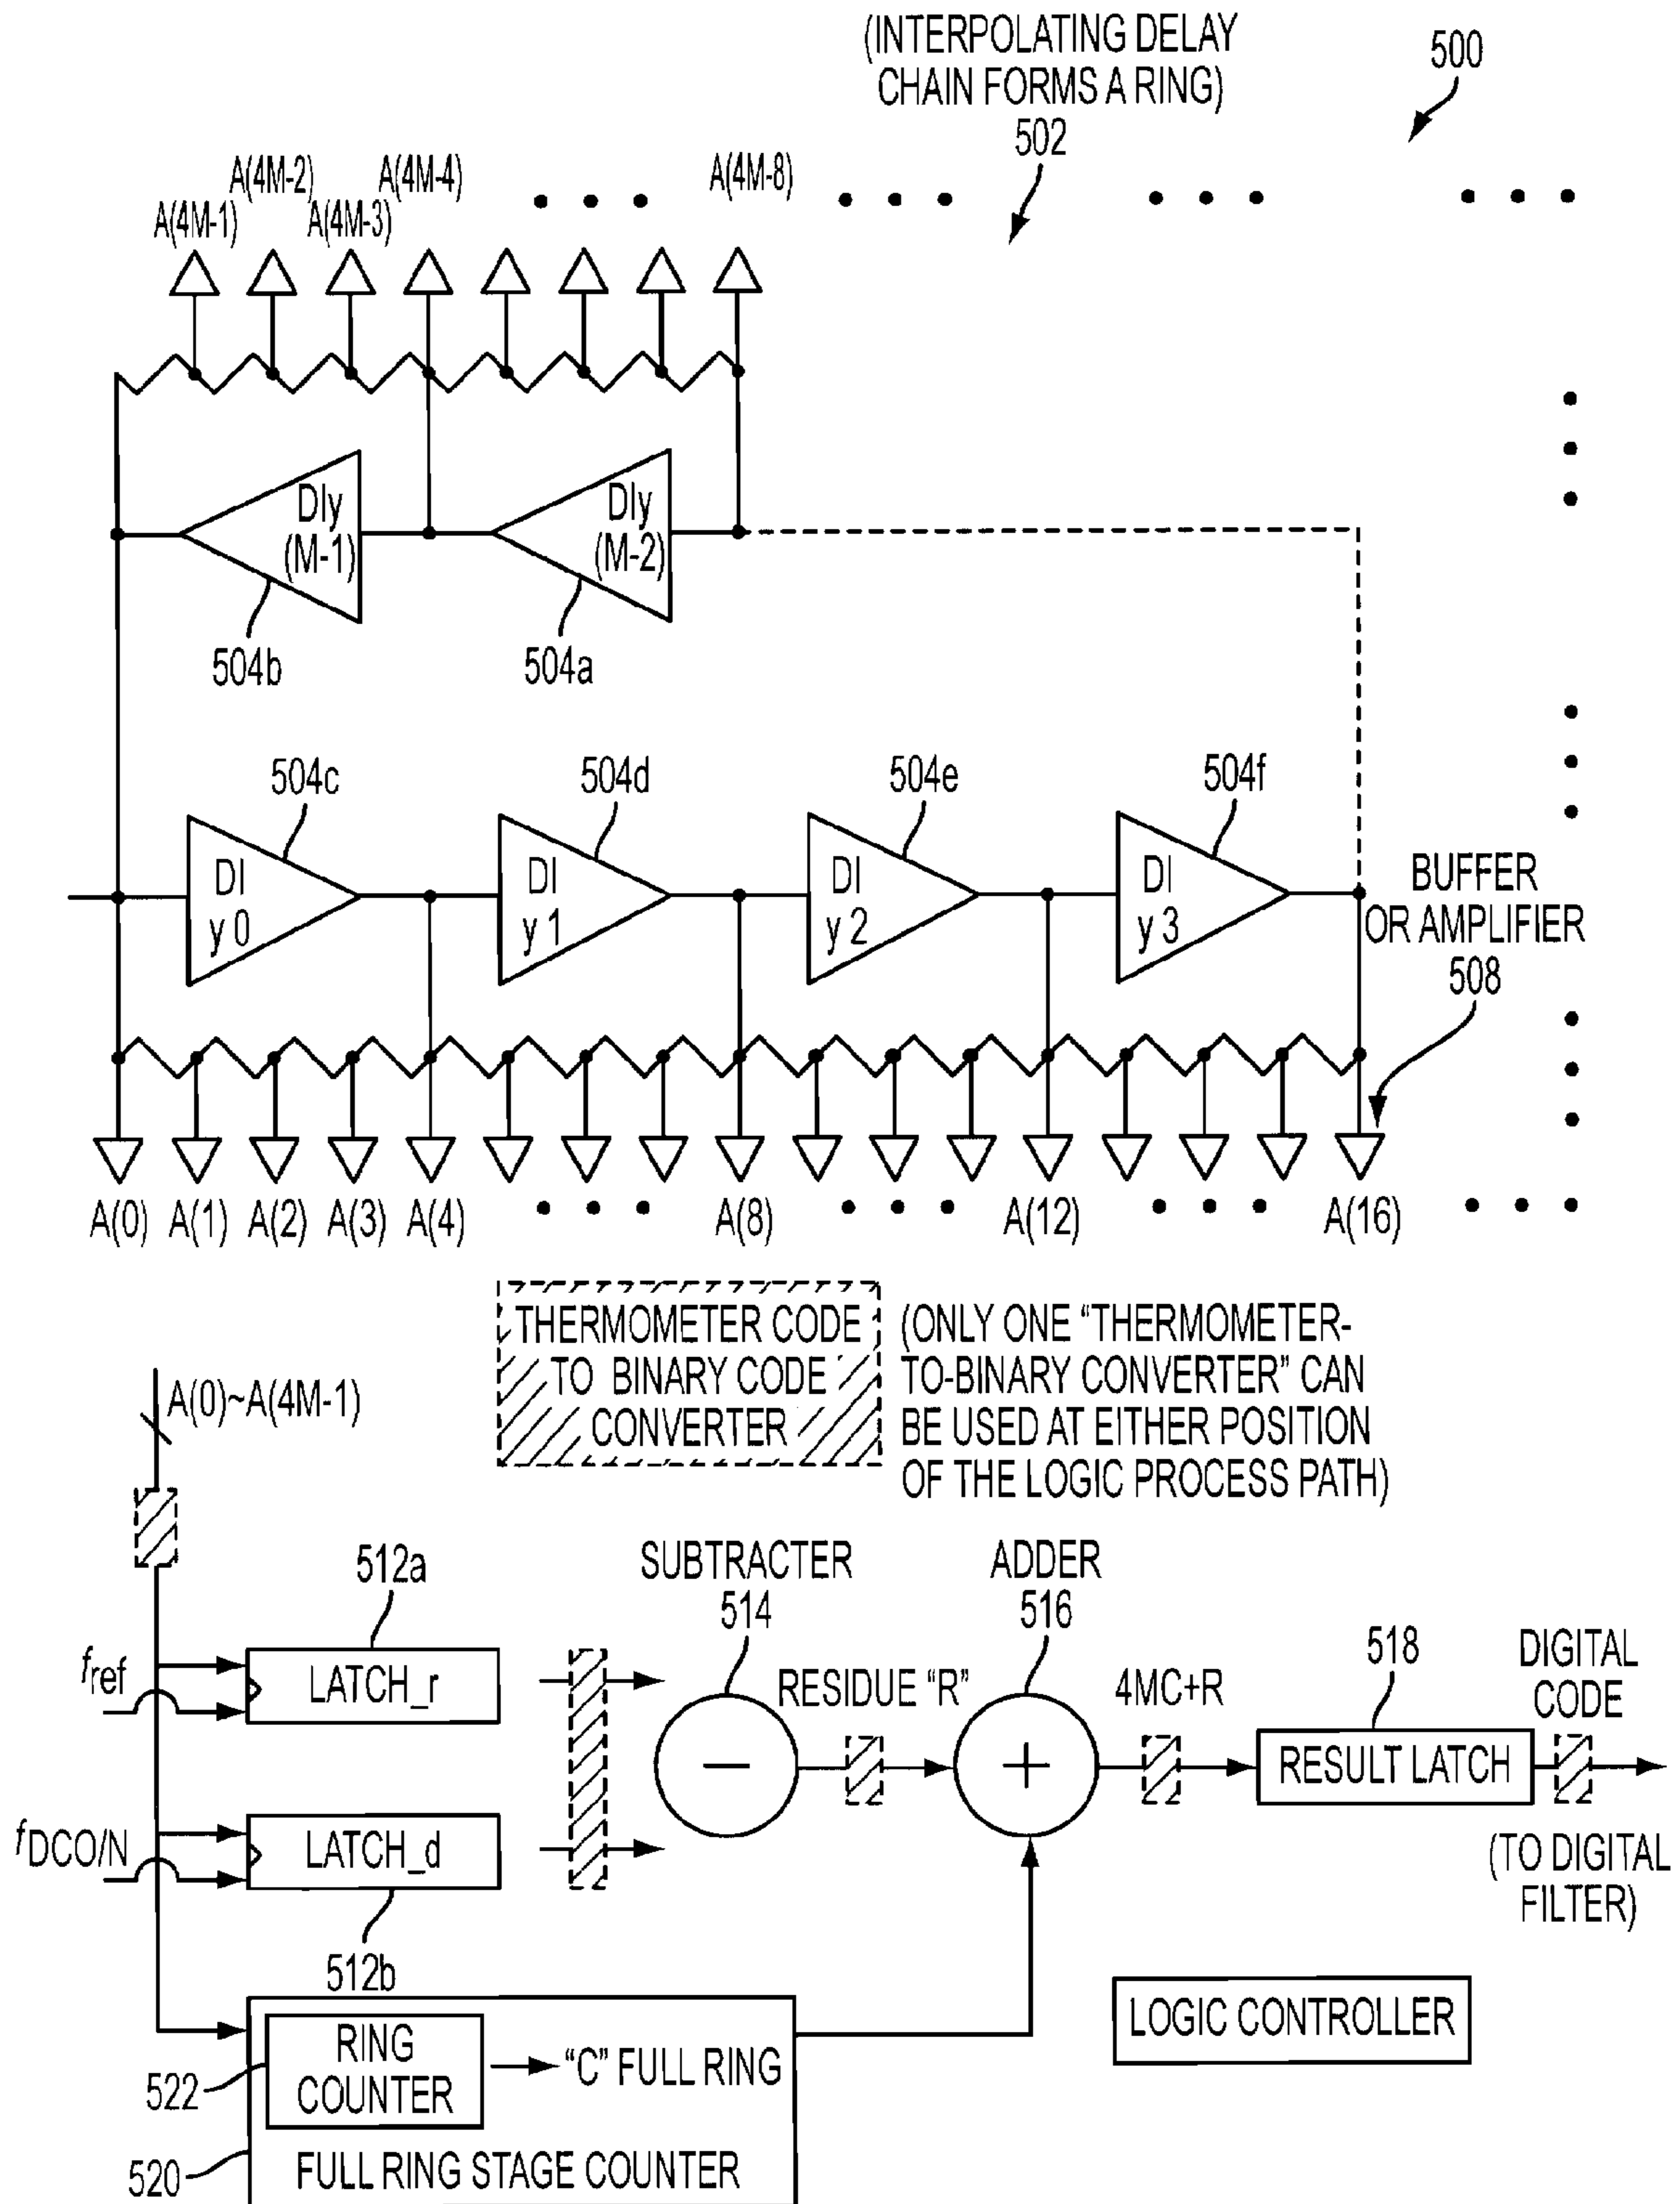 (INTERPOLATING DELAY
CHAIN FORMS A RING)
502
500
A(4M-1)
A(4M-2)
A(4M-3)
A(4M-4)
A(4M-8)
Dly
(M-1)
Dly
(M-2)
504b
504a
504c
504d
504e
504f
Dl
y 0
Dl
y 1
Dl
y 2
Dl
y 3
BUFFER
OR AMPLIFIER
508
A(0)
A(1)
A(2)
A(3)
A(4)
A(8)
A(12)
A(16)
THERMOMETER CODE
TO BINARY CODE
CONVERTER
(ONLY ONE “THERMOMETER-
TO-BINARY CONVERTER” CAN
BE USED AT EITHER POSITION
OF THE LOGIC PROCESS PATH)
A(0)~A(4M-1)
512a
fref
LATCH_r
SUBTRACTER
514
RESIDUE “R”
ADDER
516
4MC+R
518
RESULT LATCH
DIGITAL
CODE
(TO DIGITAL
FILTER)
fDCO/N
LATCH_d
512b
RING
COUNTER
“C” FULL RING
522
520
FULL RING STAGE COUNTER
LOGIC CONTROLLER